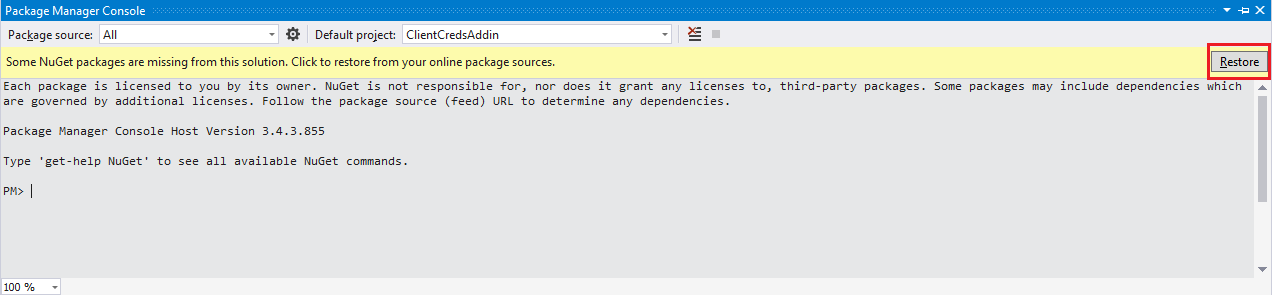 Package Manager Console
Package source: All Default project: ClientCredsAddin
Some NuGet packages are missing from this solution. Click to restore from your online package sources. Restore
Each package is licensed to you by its owner. NuGet is not responsible for, nor does it grant any licenses to, third-party packages. Some packages may include dependencies which
are governed by additional licenses. Follow the package source (feed) URL to determine any dependencies.
Package Manager Console Host Version 3.4.3.855
Type 'get-help NuGet' to see all available NuGet commands.
PM>
100 %